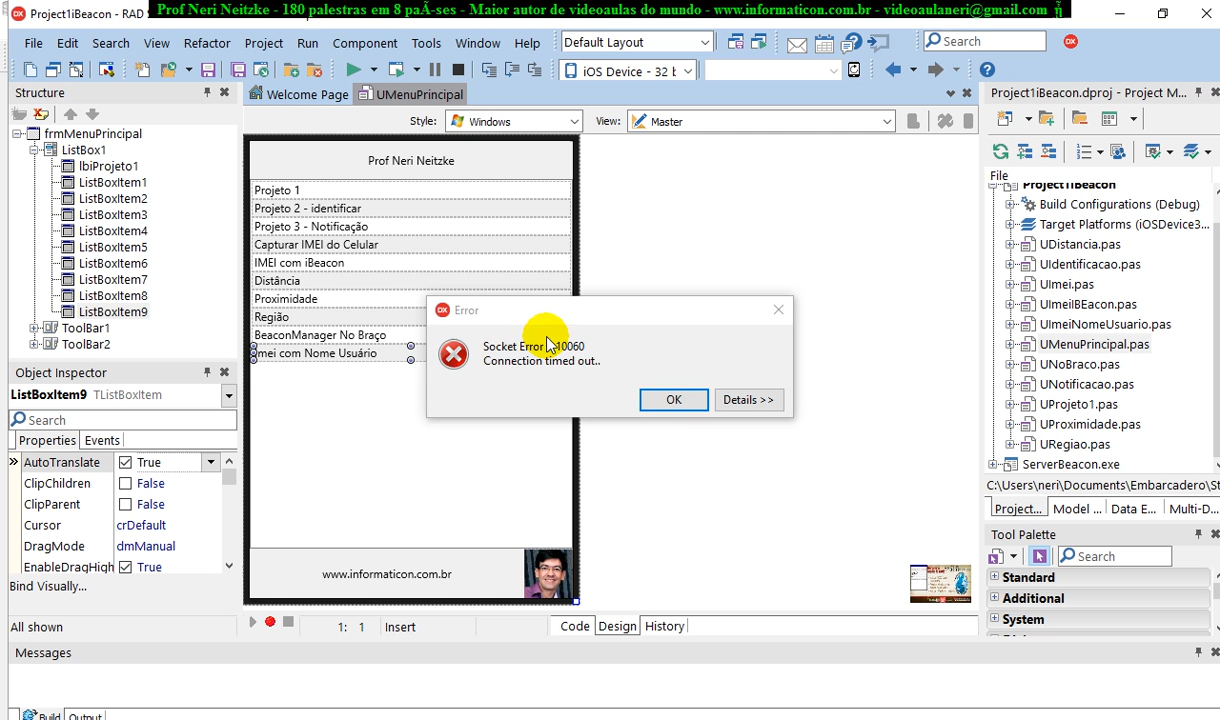 Project1iBeacon - RAD S
Prof Neri Neitzke - 180 palestras em 8 paÃ-ses - Maior autor de videoaulas do mundo - www.informaticon.com.br - videoaulaneri@gmail.com
File Edit Search View Refactor Project Run Component Tools Window Help Default Layout Search
iOS Device - 32 b
Structure
Welcome Page UMenuPrincipal
Project1iBeacon.dproj - Project M...
Style: Windows View: Master
frmMenuPrincipal
ListBox1
lbiProjeto1
ListBoxItem1
ListBoxItem2
ListBoxItem3
ListBoxItem4
ListBoxItem5
ListBoxItem6
ListBoxItem7
ListBoxItem8
ListBoxItem9
ToolBar1
ToolBar2
Prof Neri Neitzke
Projeto 1
Projeto 2 - identificar
Projeto 3 - Notificação
Capturar IMEI do Celular
IMEI com iBeacon
Distância
Proximidade
Região
BeaconManager No Braço
mei com Nome Usuário
www.informaticon.com.br
Error
Socket Error 10060
Connection timed out..
OK Details >>
File
Project1iBeacon
Build Configurations (Debug)
Target Platforms (iOSDevice3...
UDistancia.pas
UIdentificacao.pas
UImei.pas
UImeiIBEacon.pas
UImeiNomeUsuario.pas
UMenuPrincipal.pas
UNoBraco.pas
UNotificacao.pas
UProjeto1.pas
UProximidade.pas
URegiao.pas
ServerBeacon.exe
C:\Users\neri\Documents\Embarcadero\St
Project... Model ... Data E... Multi-D...
Object Inspector
ListBoxItem9 TListBoxItem
Search
Properties Events
AutoTranslate True
ClipChildren False
ClipParent False
Cursor crDefault
DragMode dmManual
EnableDragHigh True
Bind Visually...
All shown
1: 1 Insert
Code Design History
Tool Palette
Search
Standard
Additional
System
Messages
Build Output